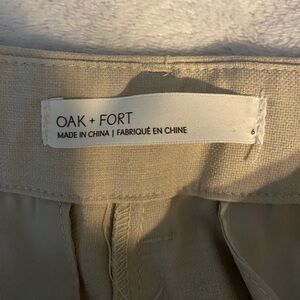 OAK + FORT
MADE IN CHINA | FABRIQUÉ EN CHINE
6